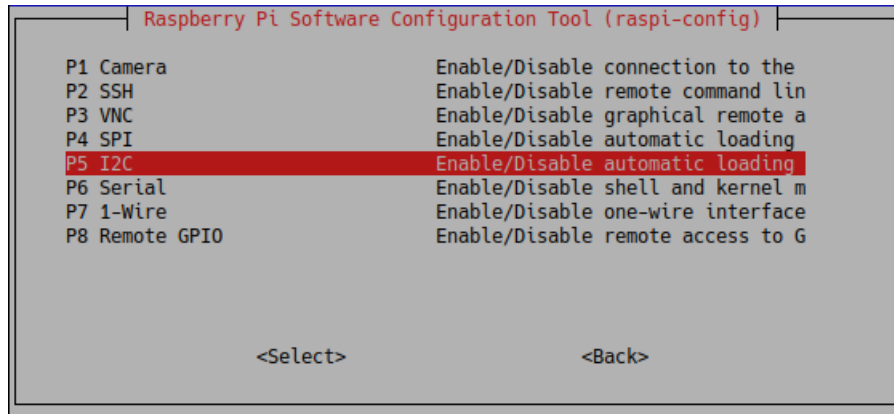 Raspberry Pi Software Configuration Tool (raspi-config)
P1 Camera Enable/Disable connection to the
P2 SSH Enable/Disable remote command lin
P3 VNC Enable/Disable graphical remote a
P4 SPI Enable/Disable automatic loading
P5 I2C Enable/Disable automatic loading
P6 Serial Enable/Disable shell and kernel m
P7 1-Wire Enable/Disable one-wire interface
P8 Remote GPIO Enable/Disable remote access to G
<Select> <Back>